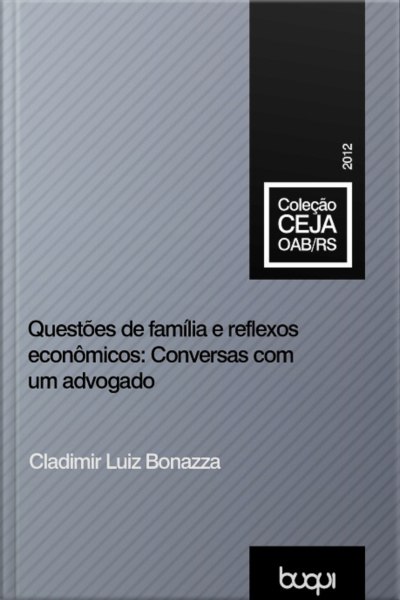 2012
Coleção
CEJA
OAB/RS
Questões de família e reflexos
econômicos: Conversas com
um advogado
Cladimir Luiz Bonazza
buqui